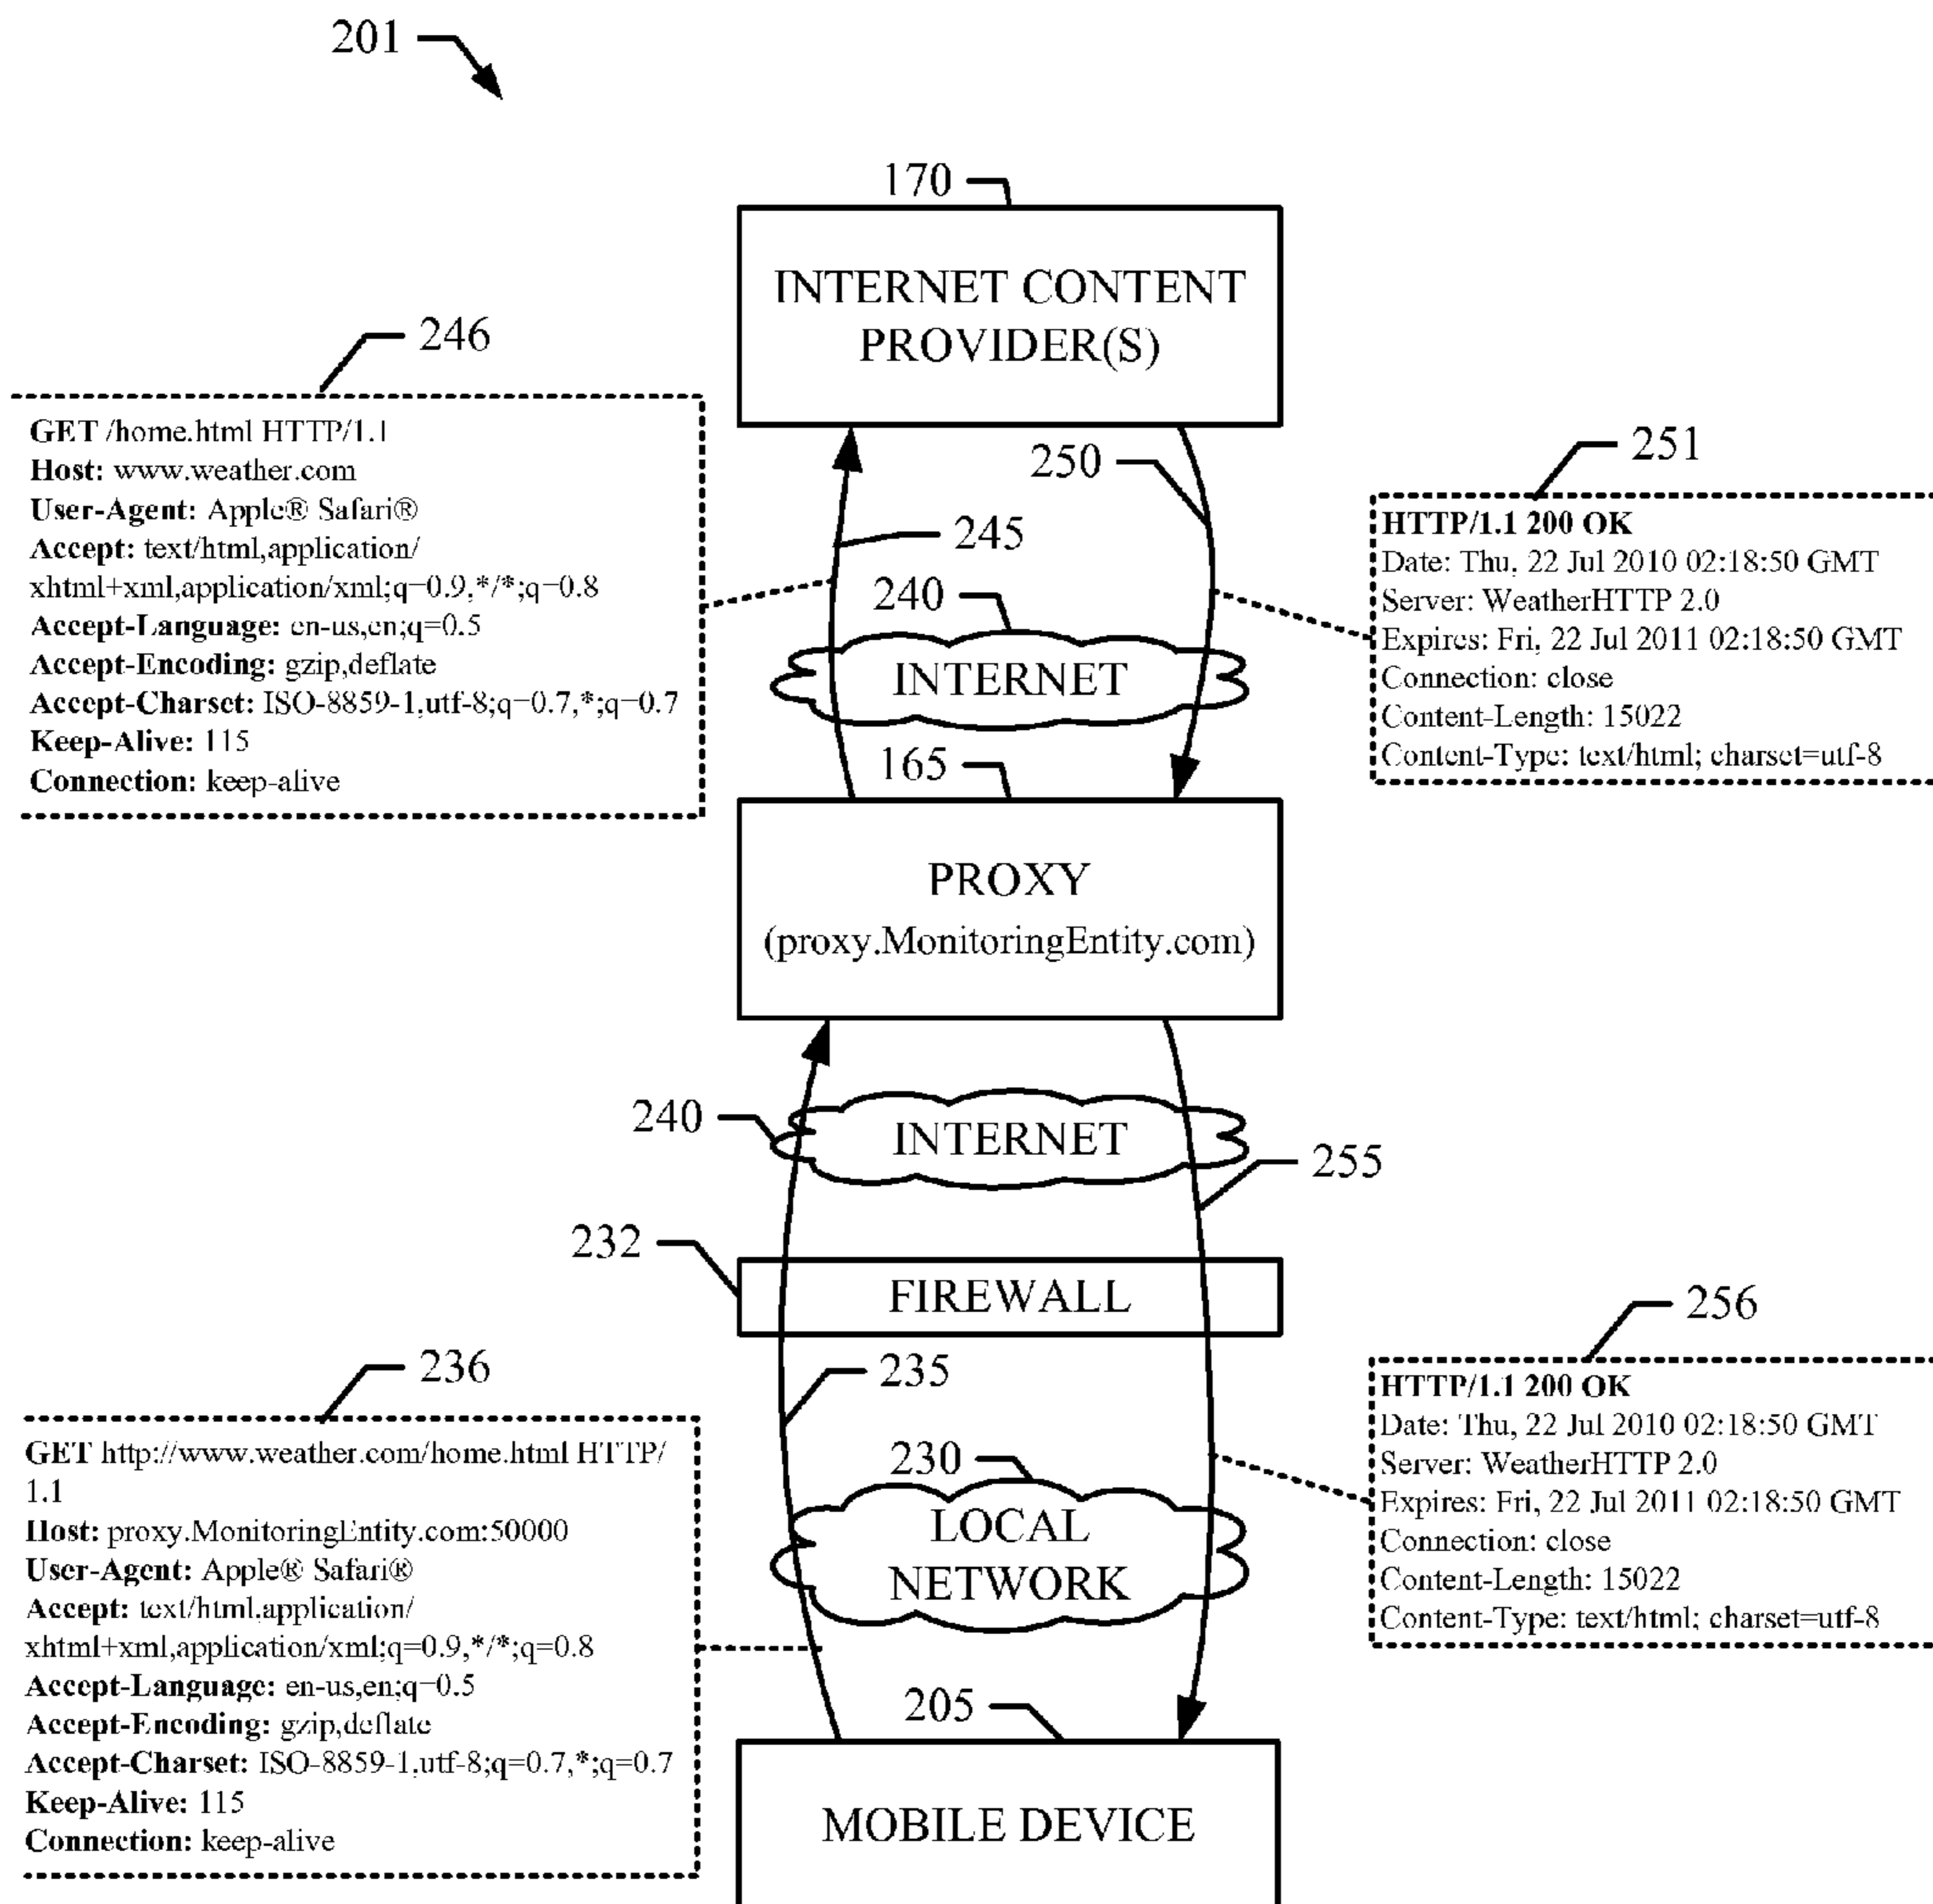 201
170
INTERNET CONTENT
PROVIDER(S)
246
GET /home.html HTTP/1.1
Host: www.weather.com
User-Agent: Apple® Safari®
Accept: text/html,application/
xhtml+xml,application/xml;q=0.9,*/*;q=0.8
Accept-Language: en-us,en;q=0.5
Accept-Encoding: gzip,deflate
Accept-Charset: ISO-8859-1,utf-8;q=0.7,*;q=0.7
Keep-Alive: 115
Connection: keep-alive
250
245
240
INTERNET
251
HTTP/1.1 200 OK
Date: Thu, 22 Jul 2010 02:18:50 GMT
Server: WeatherHTTP 2.0
Expires: Fri, 22 Jul 2011 02:18:50 GMT
Connection: close
Content-Length: 15022
Content-Type: text/html; charset=utf-8
165
PROXY
(proxy.MonitoringEntity.com)
240
INTERNET
255
232
FIREWALL
236
GET http://www.weather.com/home.html HTTP/
1.1
Host: proxy.MonitoringEntity.com:50000
User-Agent: Apple® Safari®
Accept: text/html,application/
xhtml+xml,application/xml;q=0.9,*/*;q=0.8
Accept-Language: en-us,en;q=0.5
Accept-Encoding: gzip,deflate
Accept-Charset: ISO-8859-1,utf-8;q=0.7,*;q=0.7
Keep-Alive: 115
Connection: keep-alive
235
230
LOCAL
NETWORK
256
HTTP/1.1 200 OK
Date: Thu, 22 Jul 2010 02:18:50 GMT
Server: WeatherHTTP 2.0
Expires: Fri, 22 Jul 2011 02:18:50 GMT
Connection: close
Content-Length: 15022
Content-Type: text/html; charset=utf-8
205
MOBILE DEVICE